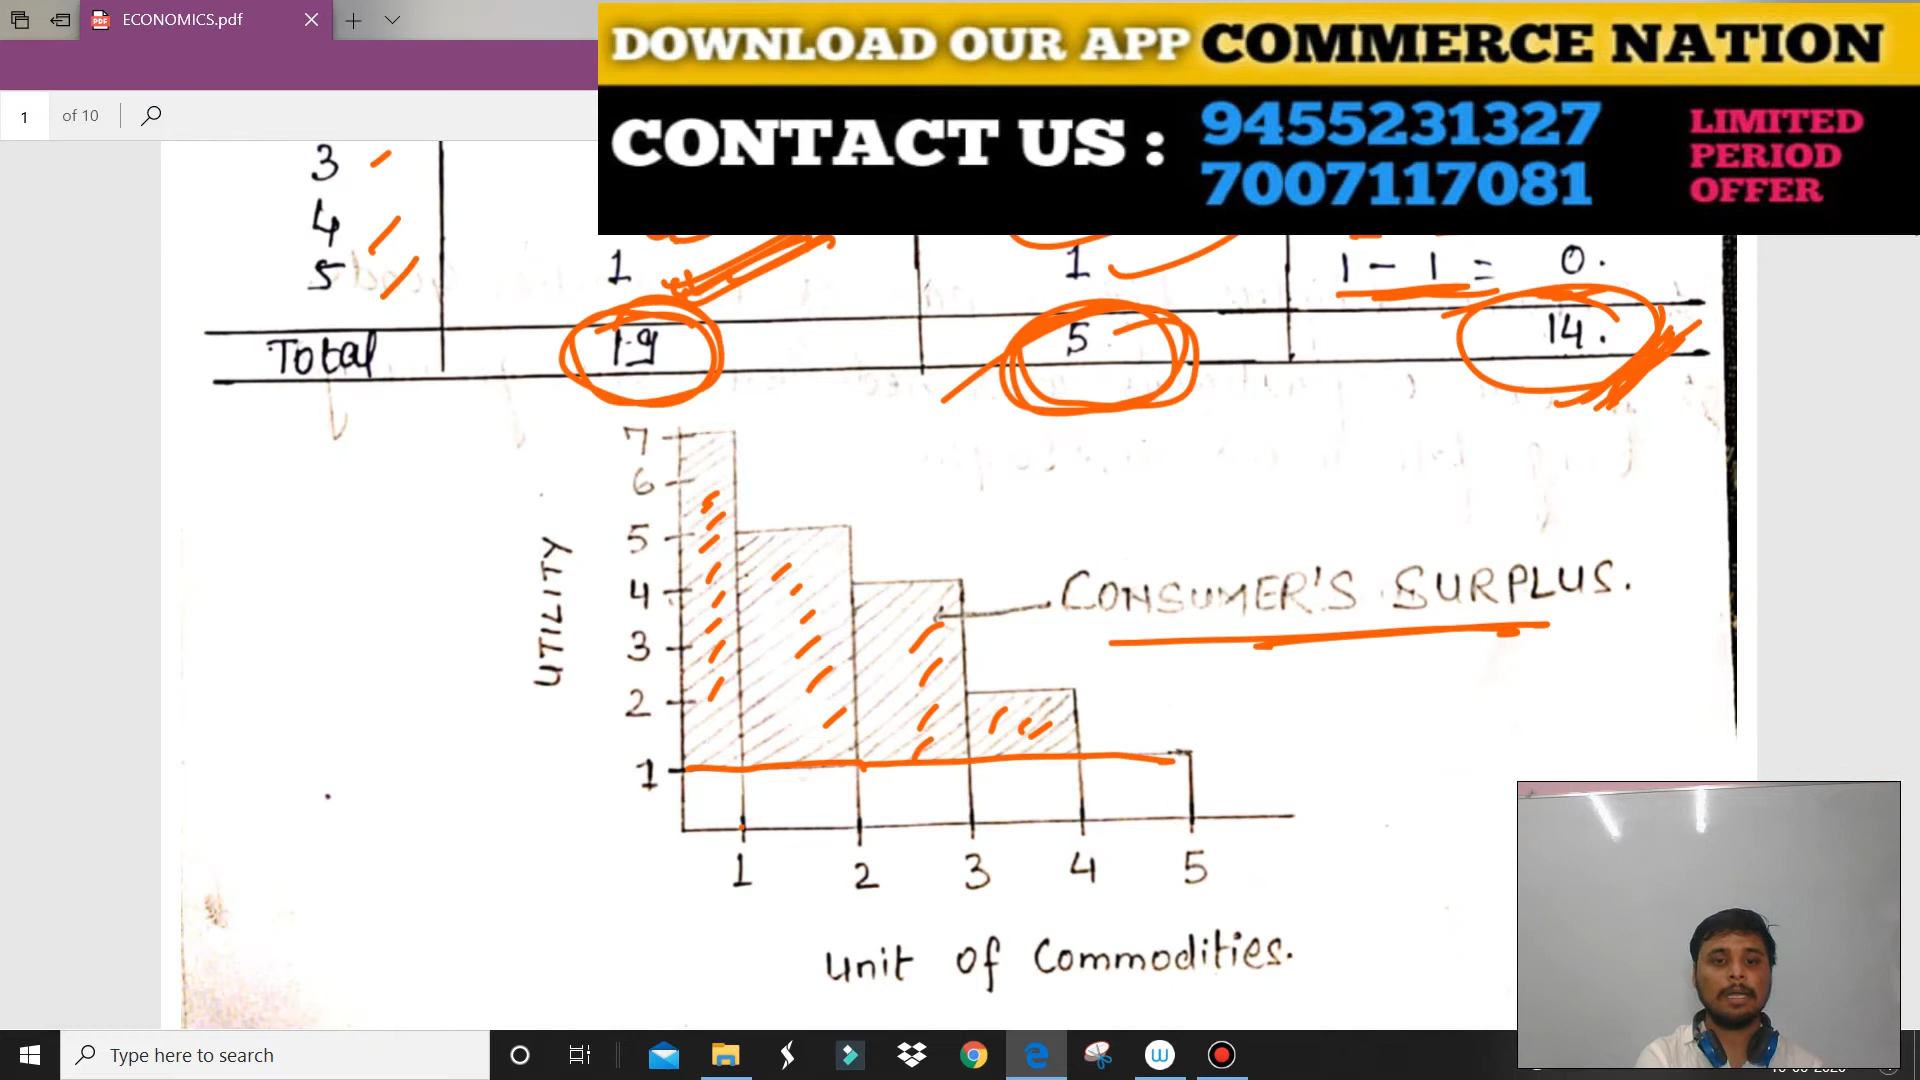 ECONOMICS.pdf
DOWNLOAD OUR APP COMMERCE NATION
CONTACT US : 9455231327
7007117081
LIMITED
PERIOD
OFFER
1 of 10
3
4
5 1 1 1 - 1 = 0.
Total 19 5 14.
7
6
5
4
3
2
1
UTILITY
CONSUMER'S SURPLUS.
1 2 3 4 5
Unit of Commodities.
Type here to search